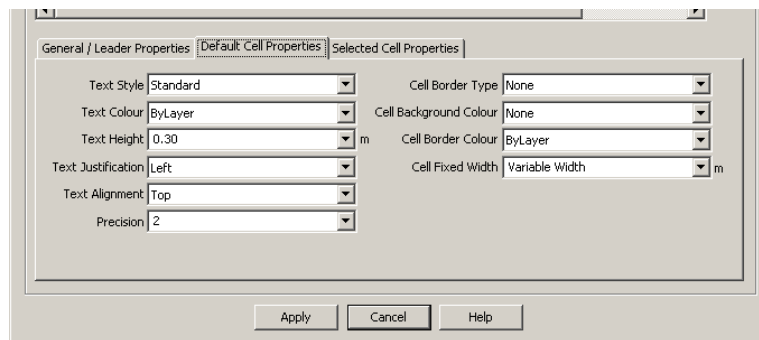 General / Leader Properties Default Cell Properties Selected Cell Properties
Text Style Standard Cell Border Type None
Text Colour ByLayer Cell Background Colour None
Text Height 0.30 m Cell Border Colour ByLayer
Text Justification Left Cell Fixed Width Variable Width m
Text Alignment Top
Precision 2
Apply Cancel Help